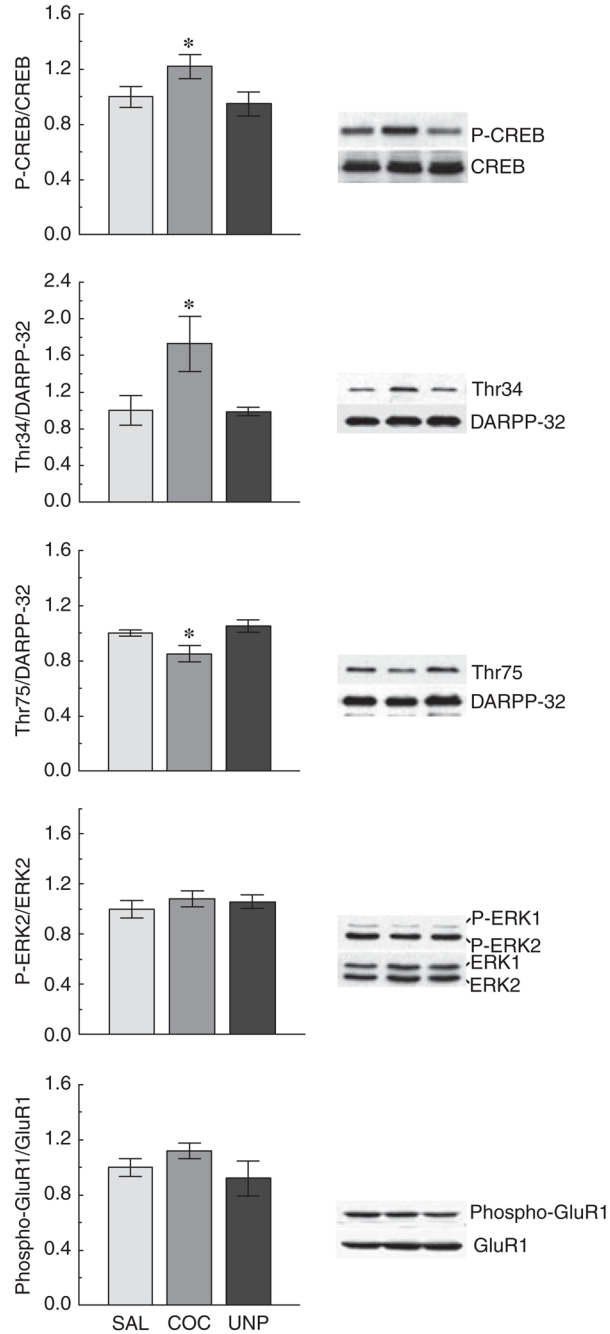 1.6
1.2
0.8
0.4
0.0
P-CREB/CREB
*
P-CREB
CREB
2.4
2.0
1.6
1.2
0.8
0.4
0.0
Thr34/DARPP-32
*
Thr34
DARPP-32
1.6
1.2
0.8
0.4
0.0
Thr75/DARPP-32
*
Thr75
DARPP-32
1.6
1.2
0.8
0.4
0.0
P-ERK2/ERK2
P-ERK1
P-ERK2
ERK1
ERK2
1.6
1.2
0.8
0.4
0.0
Phospho-GluR1/GluR1
Phospho-GluR1
GluR1
SAL COC UNP